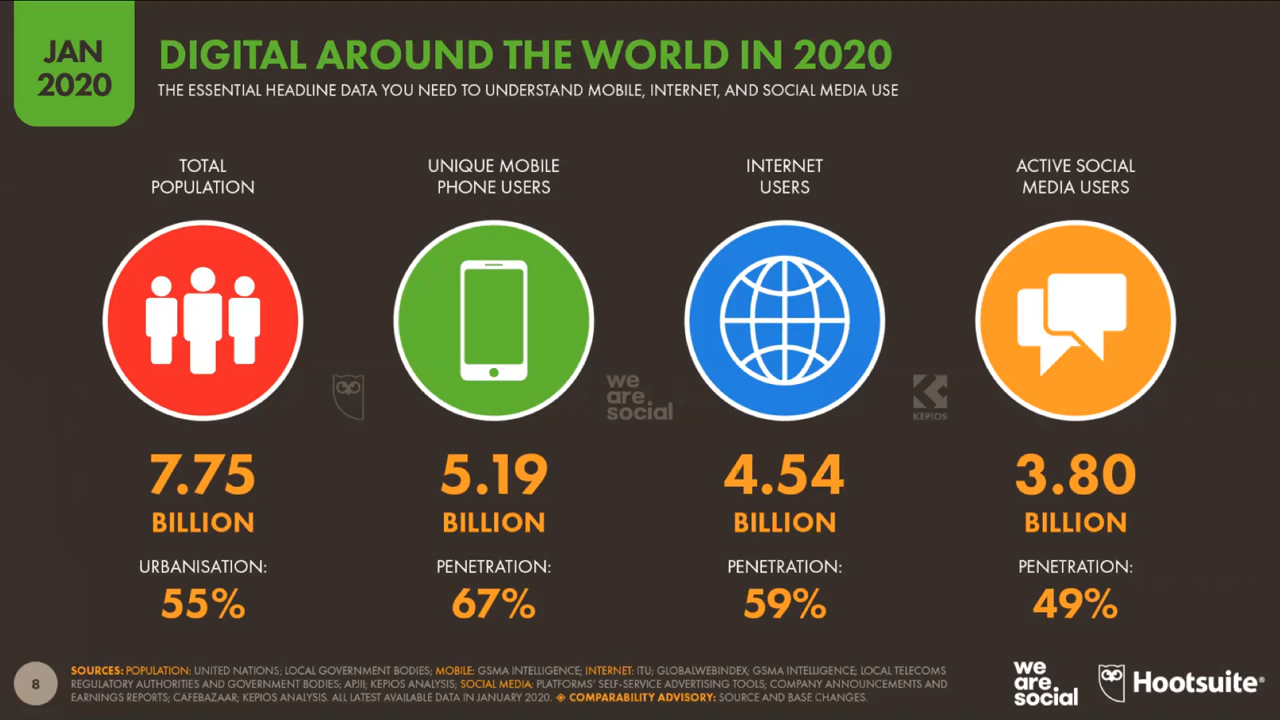 JAN
2020
DIGITAL AROUND THE WORLD IN 2020
THE ESSENTIAL HEADLINE DATA YOU NEED TO UNDERSTAND MOBILE, INTERNET, AND SOCIAL MEDIA USE
TOTAL
POPULATION
UNIQUE MOBILE
PHONE USERS
INTERNET
USERS
ACTIVE SOCIAL
MEDIA USERS
we
are
social
KEPIOS
7.75
BILLION
5.19
BILLION
4.54
BILLION
3.80
BILLION
URBANISATION:
55%
PENETRATION:
67%
PENETRATION:
59%
PENETRATION:
49%
8
SOURCES: POPULATION: UNITED NATIONS; LOCAL GOVERNMENT BODIES; MOBILE: GSMA INTELLIGENCE; INTERNET: ITU; GLOBALWEBINDEX; GSMA INTELLIGENCE; LOCAL TELECOMS
REGULATORY AUTHORITIES AND GOVERNMENT BODIES; APJII; KEPIOS ANALYSIS; SOCIAL MEDIA: PLATFORMS' SELF-SERVICE ADVERTISING TOOLS; COMPANY ANNOUNCEMENTS AND
EARNINGS REPORTS; CAFEBAZAAR; KEPIOS ANALYSIS. ALL LATEST AVAILABLE DATA IN JANUARY 2020. ◈ COMPARABILITY ADVISORY: SOURCE AND BASE CHANGES.
we
are
social
Hootsuite®